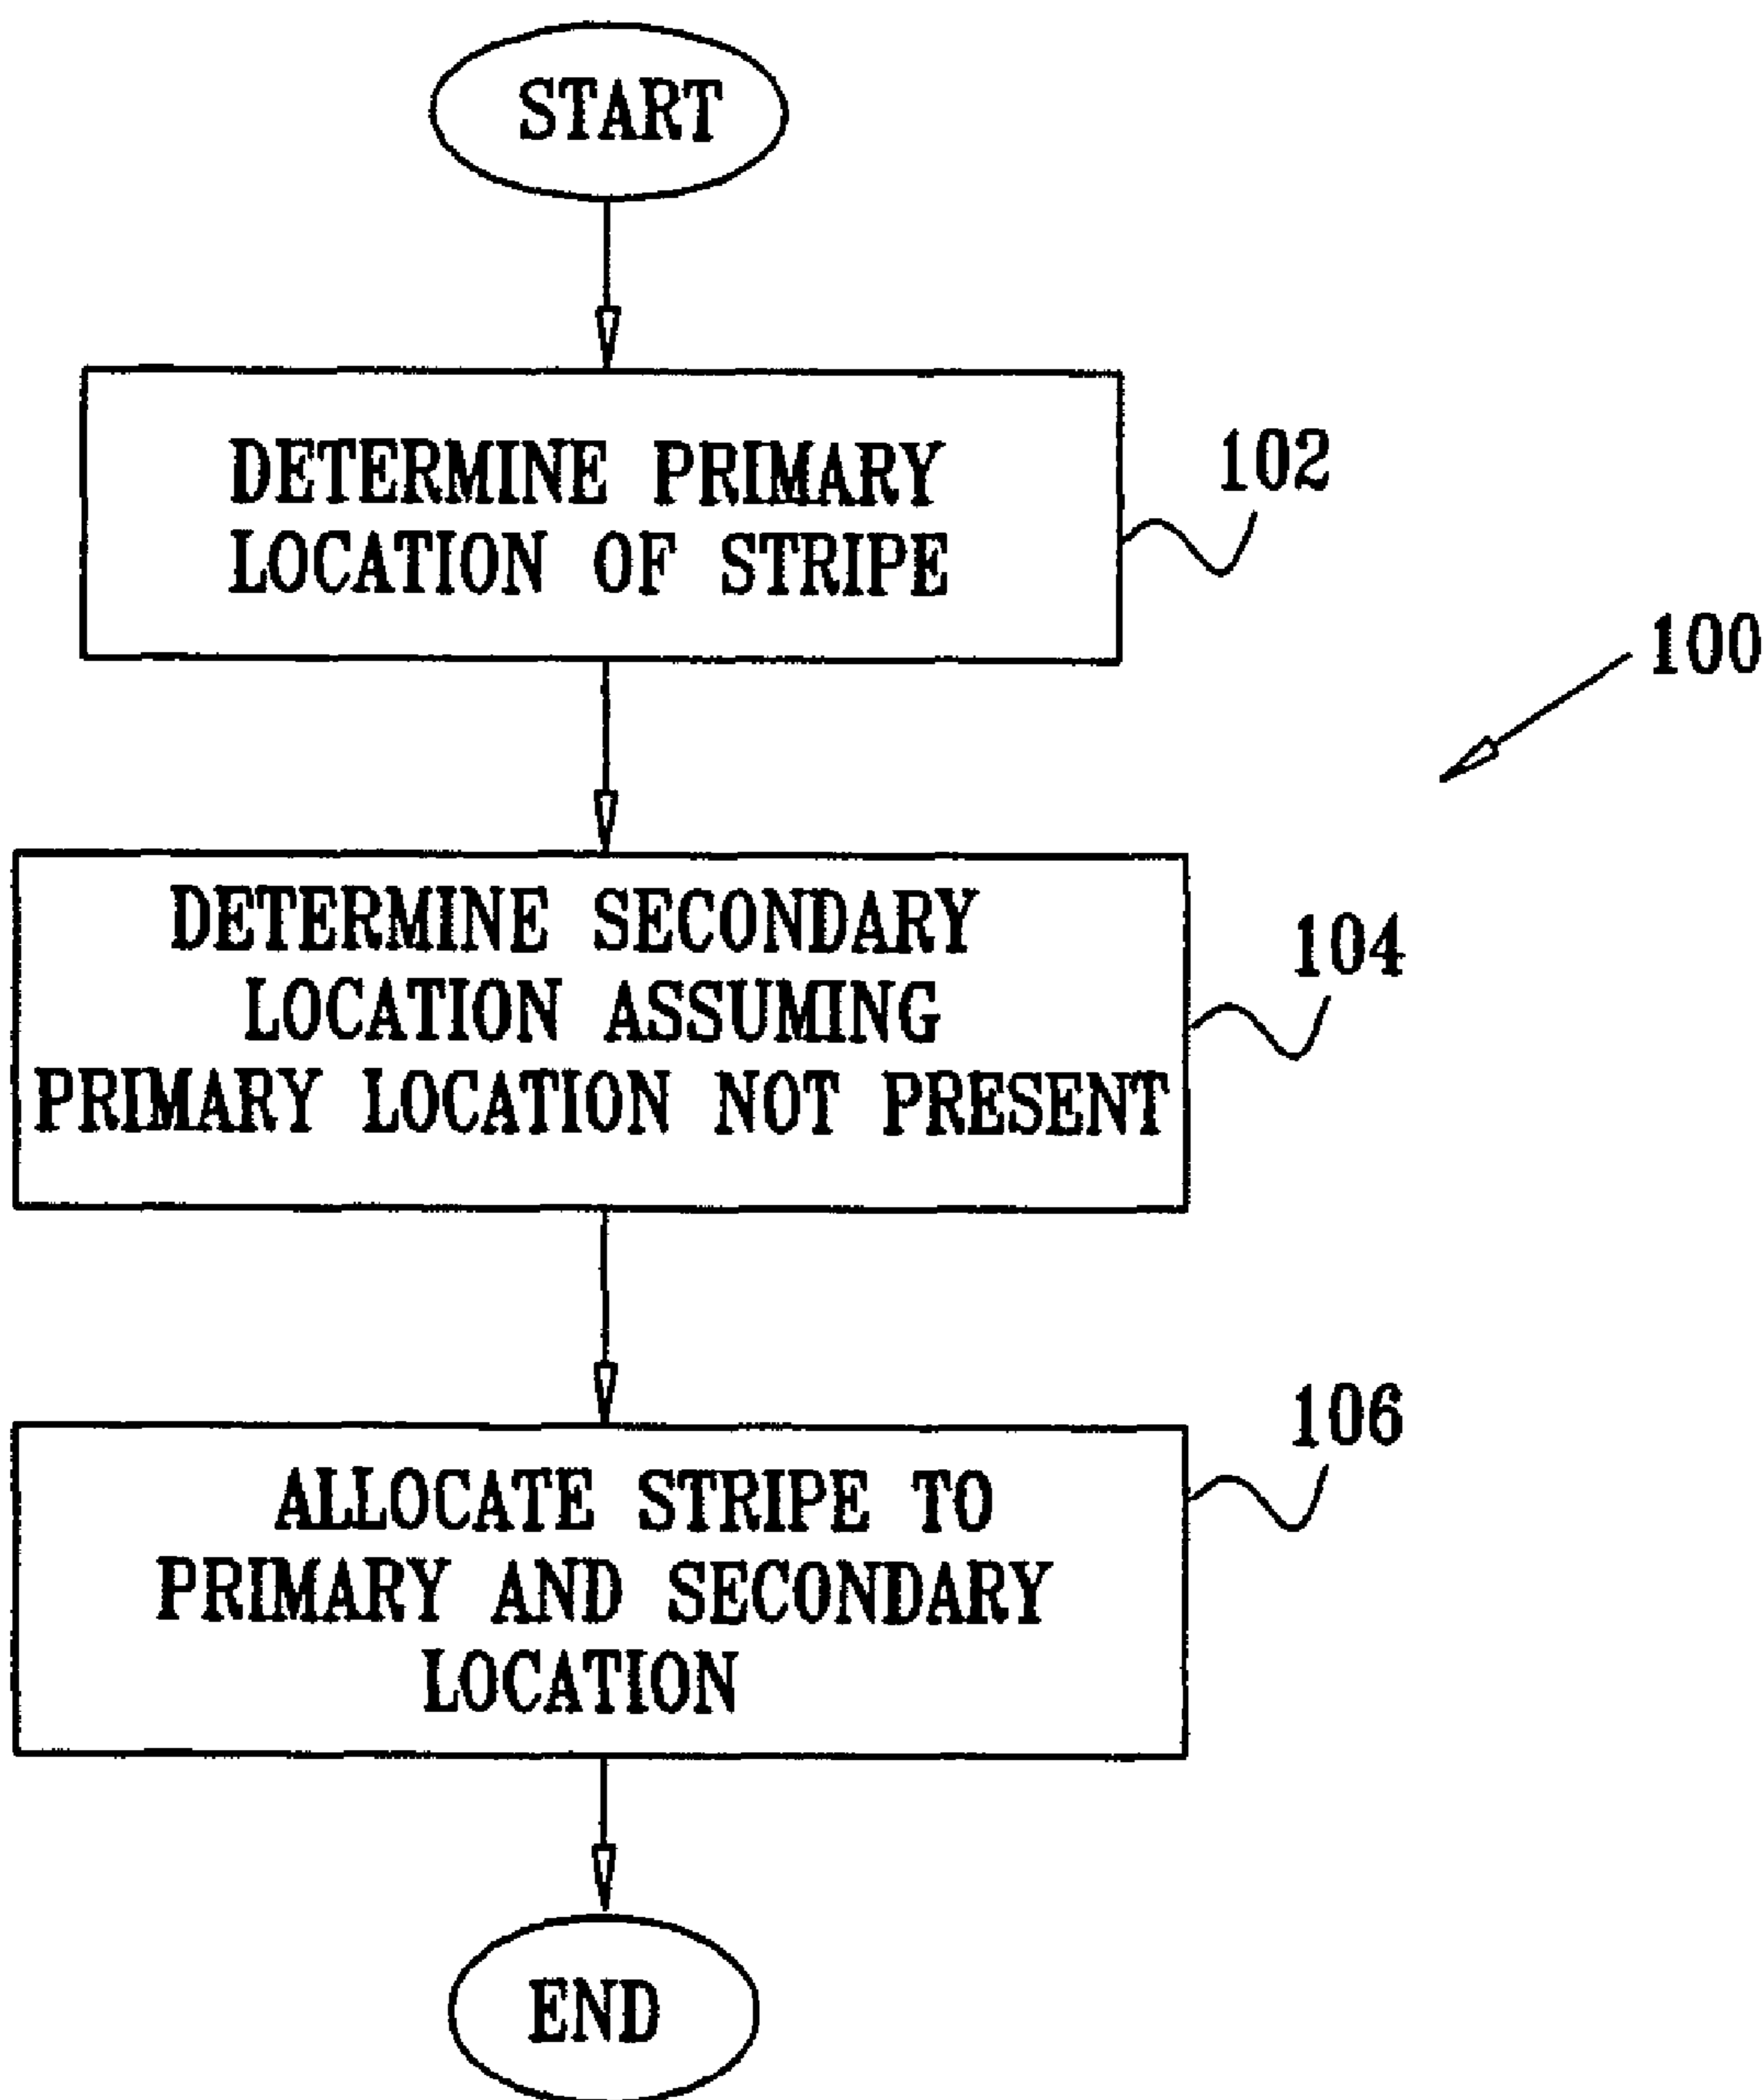 START
DETERMINE PRIMARY
LOCATION OF STRIPE
102
100
DETERMINE SECONDARY
LOCATION ASSUMING
PRIMARY LOCATION NOT PRESENT
104
ALLOCATE STRIPE TO
PRIMARY AND SECONDARY
LOCATION
106
END